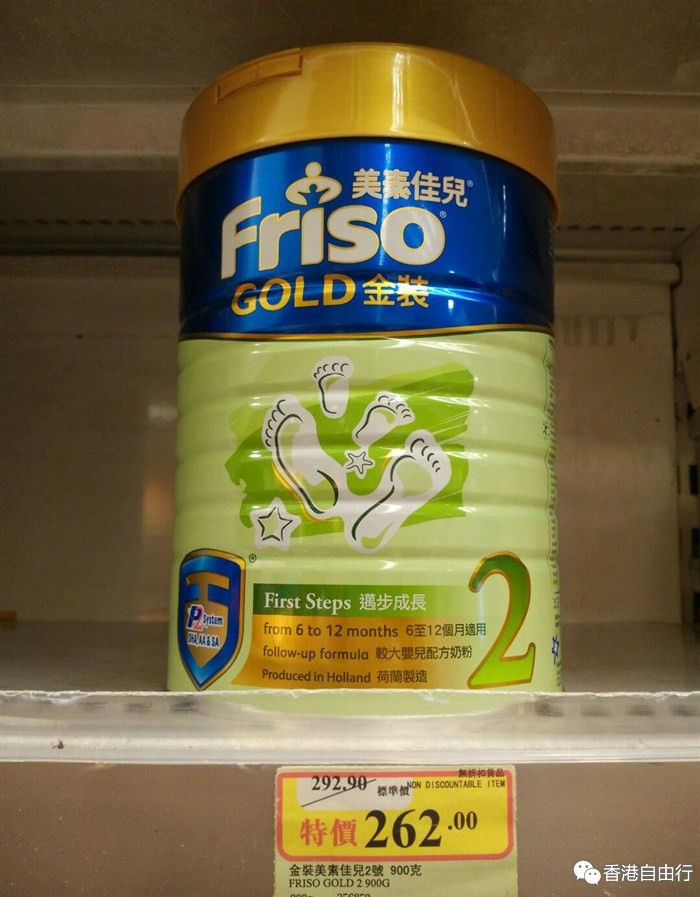 美素佳兒®
Friso®
GOLD 金裝
®
P2 System
DHA, AA & SA
First Steps 邁步成長
from 6 to 12 months 6至12個月適用
follow-up formula 較大嬰兒配方奶粉
Produced in Holland 荷蘭製造
2
無折扣貨品
292.90 標準價 NON DISCOUNTABLE ITEM
特價 262.00
金裝美素佳兒2號 900克
FRISO GOLD 2 900G
香港自由行